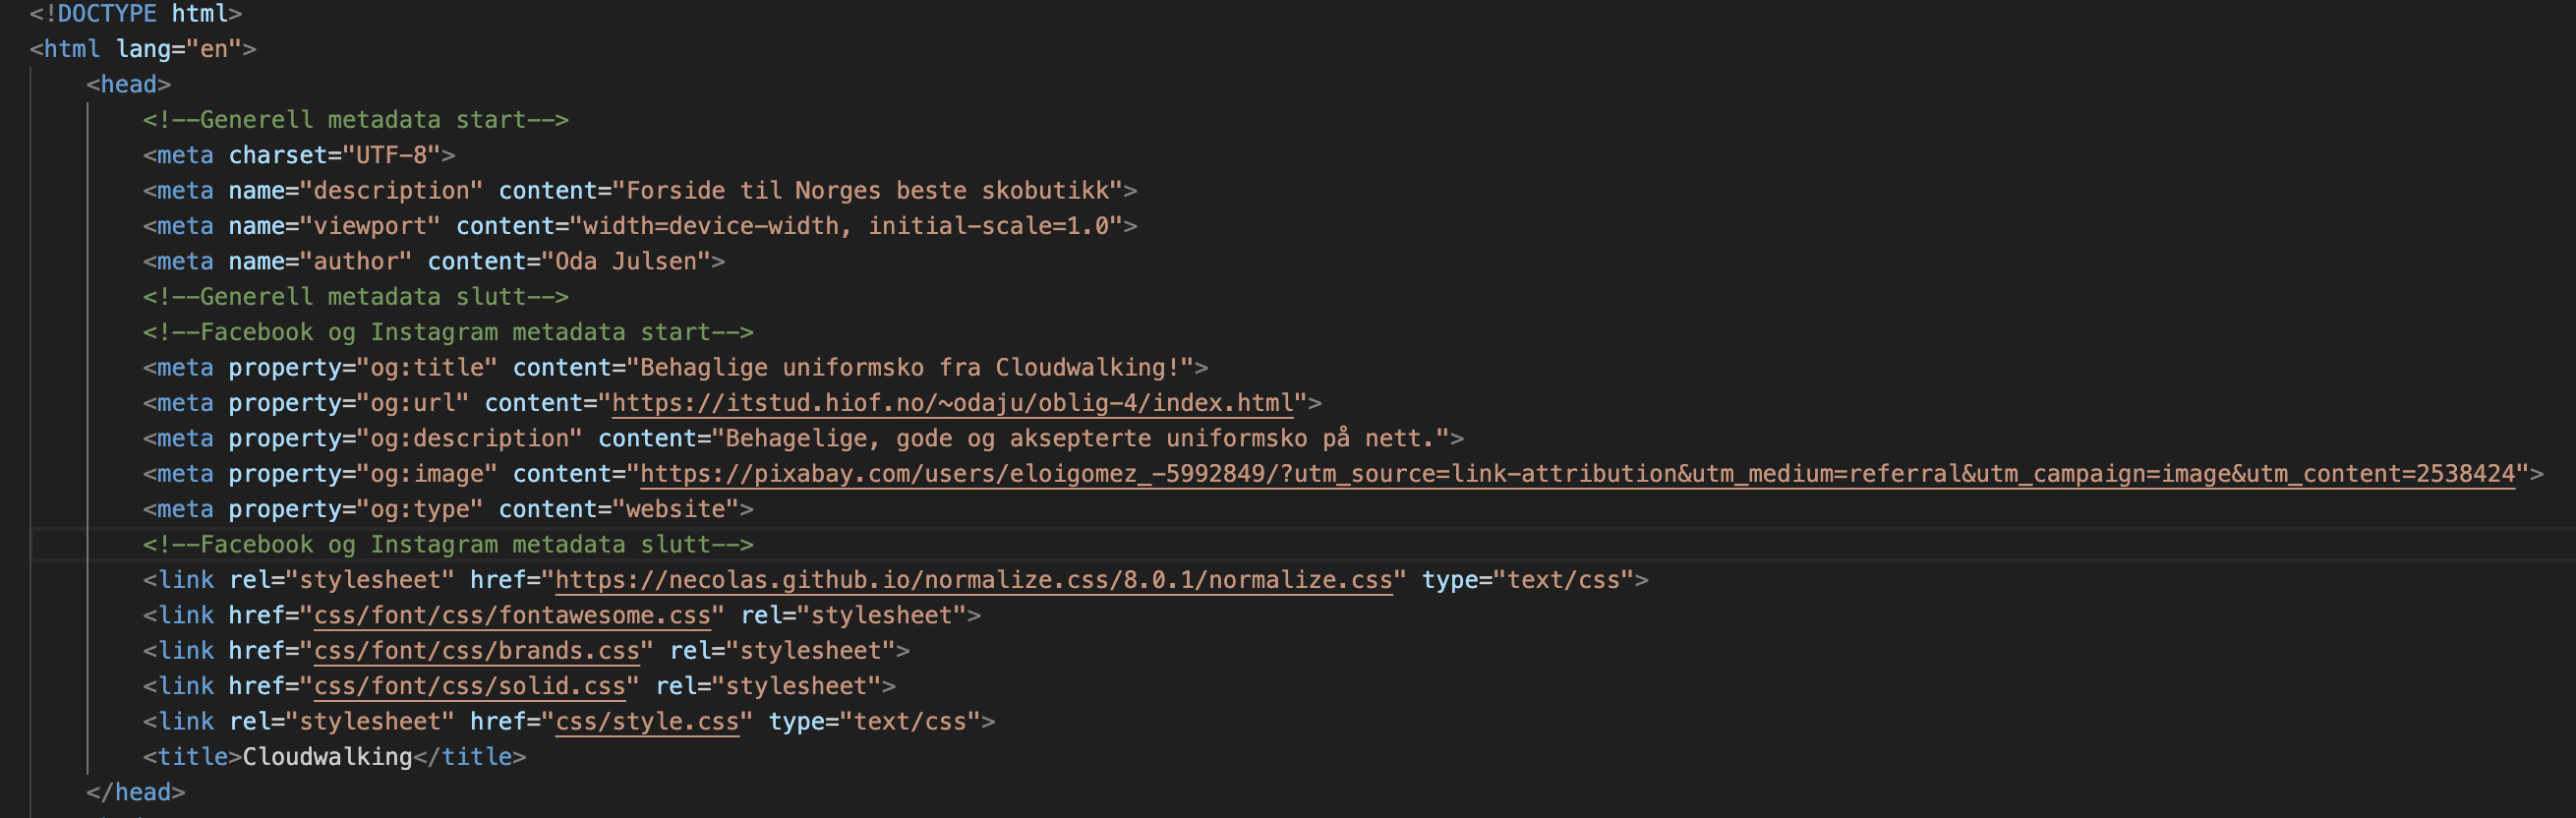 <!DOCTYPE html>
<html lang="en">
<head>
<!--Generell metadata start-->
<meta charset="UTF-8">
<meta name="description" content="Forside til Norges beste skobutikk">
<meta name="viewport" content="width=device-width, initial-scale=1.0">
<meta name="author" content="Oda Julsen">
<!--Generell metadata slutt-->
<!--Facebook og Instagram metadata start-->
<meta property="og:title" content="Behaglige uniformsko fra Cloudwalking!">
<meta property="og:url" content="https://itstud.hiof.no/~odaju/oblig-4/index.html">
<meta property="og:description" content="Behagelige, gode og aksepterte uniformsko på nett.">
<meta property="og:image" content="https://pixabay.com/users/eloigomez_-5992849/?utm_source=link-attribution&utm_medium=referral&utm_campaign=image&utm_content=2538424">
<meta property="og:type" content="website">
<!--Facebook og Instagram metadata slutt-->
<link rel="stylesheet" href="https://necolas.github.io/normalize.css/8.0.1/normalize.css" type="text/css">
<link href="css/font/css/fontawesome.css" rel="stylesheet">
<link href="css/font/css/brands.css" rel="stylesheet">
<link href="css/font/css/solid.css" rel="stylesheet">
<link rel="stylesheet" href="css/style.css" type="text/css">
<title>Cloudwalking</title>
</head>